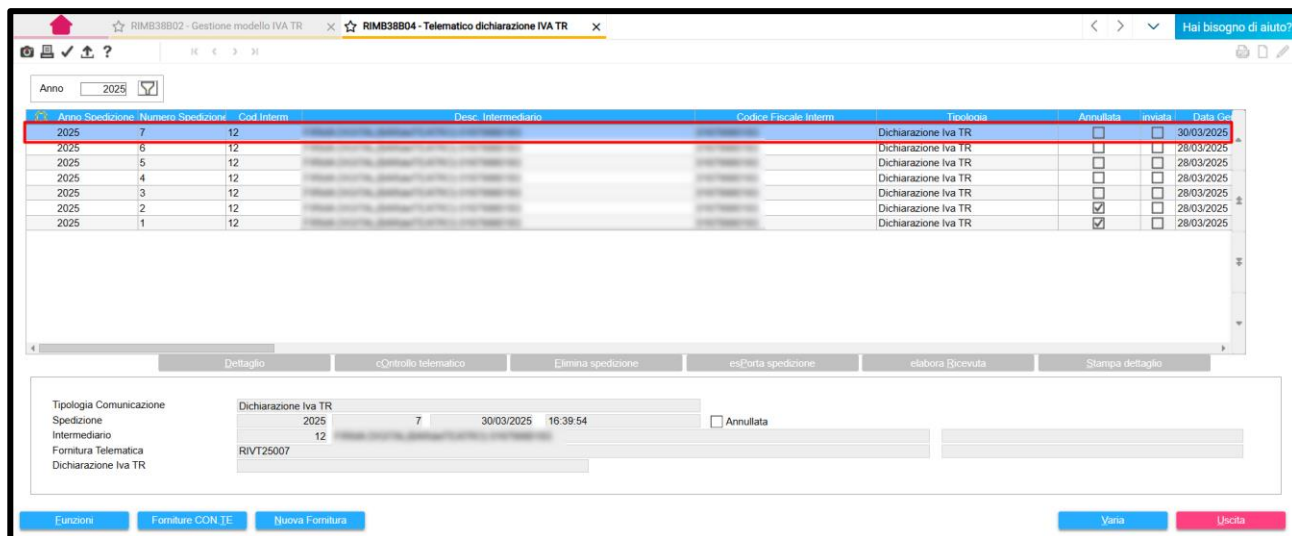 RIMB38B02 - Gestione modello IVA TR RIMB38B04 - Telematico dichiarazione IVA TR Hai bisogno di aiuto?
Anno 2025
Anno Spedizione Numero Spedizione Cod.Interm Desc. Intermediario Codice Fiscale Interm Tipologia Annullata inviata Data Ge
2025 7 12 Dichiarazione Iva TR 30/03/2025
2025 6 12 Dichiarazione Iva TR 28/03/2025
2025 5 12 Dichiarazione Iva TR 28/03/2025
2025 4 12 Dichiarazione Iva TR 28/03/2025
2025 3 12 Dichiarazione Iva TR 28/03/2025
2025 2 12 Dichiarazione Iva TR 28/03/2025
2025 1 12 Dichiarazione Iva TR 28/03/2025
Dettaglio cOntrollo telematico Elimina spedizione esPorta spedizione elabora Ricevuta Stampa dettaglio
Tipologia Comunicazione Dichiarazione Iva TR
Spedizione 2025 7 30/03/2025 16:39:54 Annullata
Intermediario 12
Fornitura Telematica RIVT25007
Dichiarazione Iva TR
Funzioni Forniture CON.TE Nuova Fornitura Varia Uscita